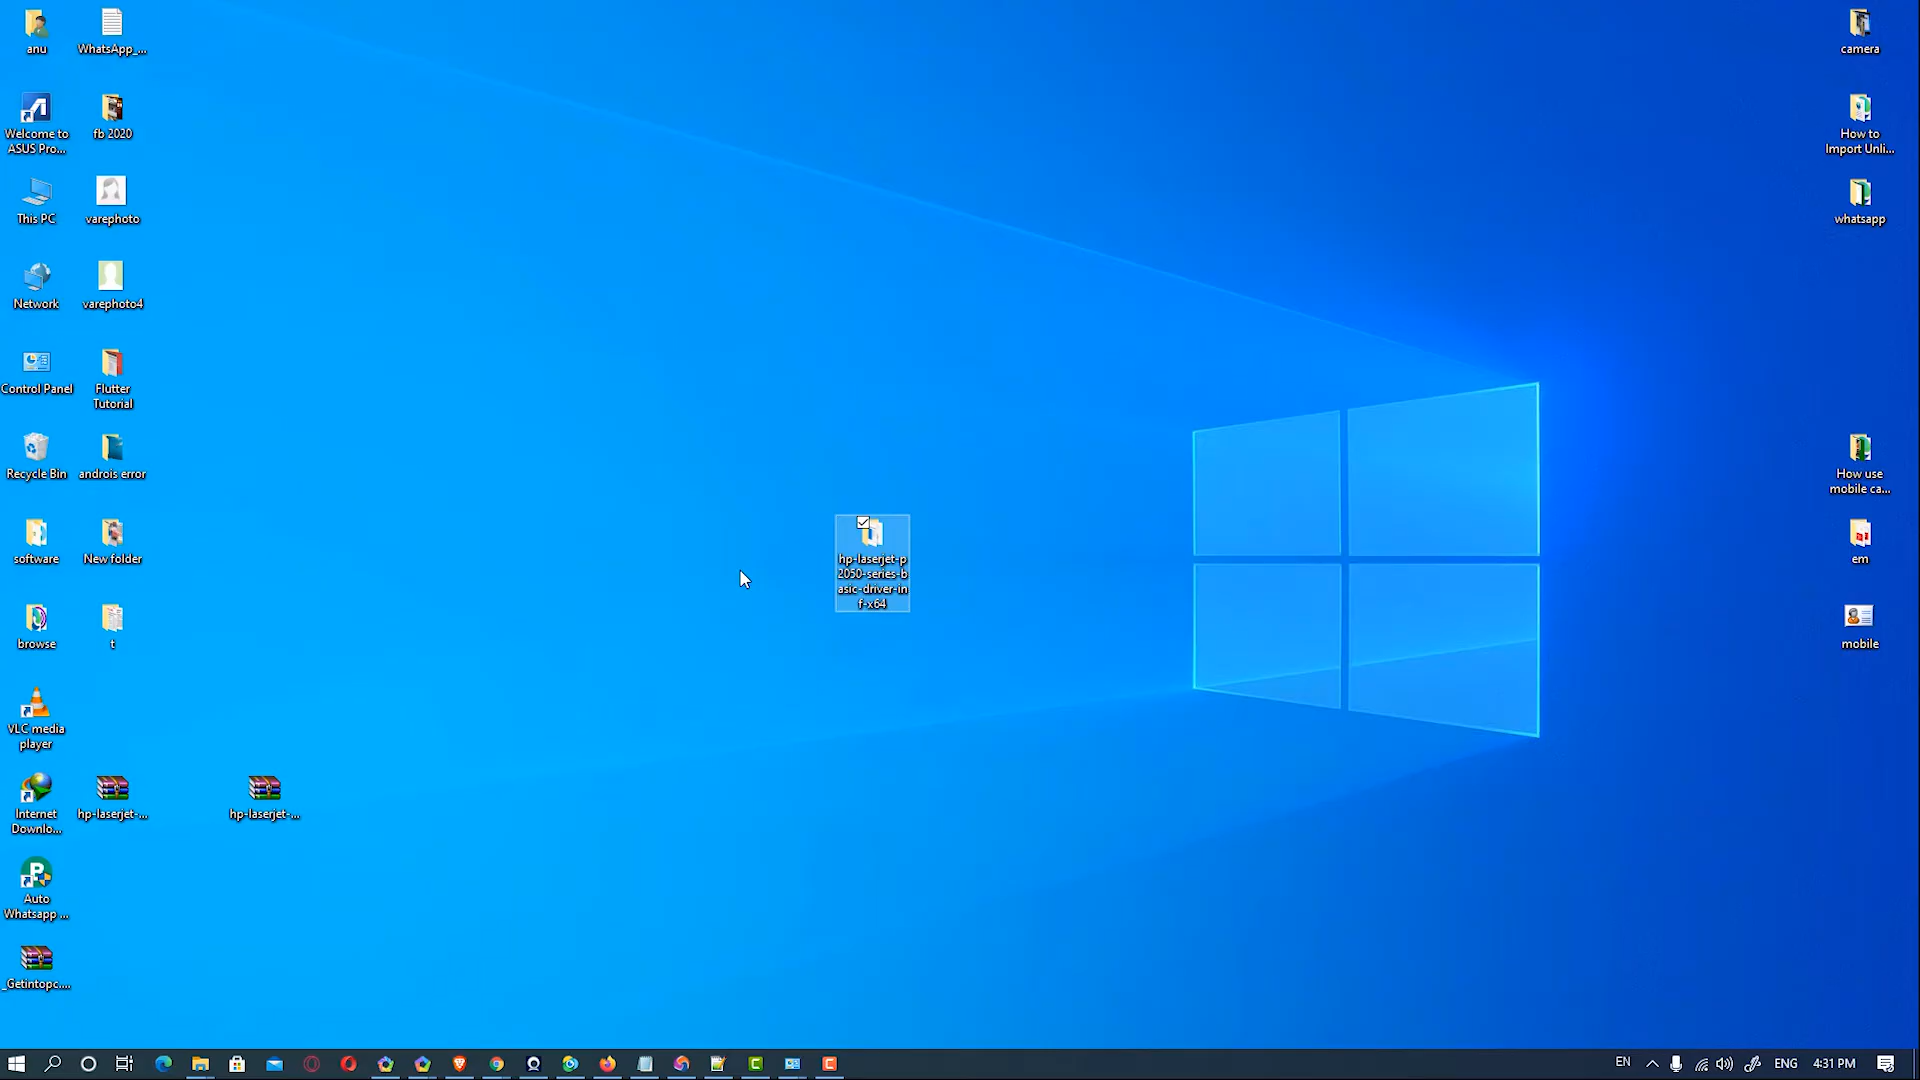 anu
WhatsApp_...
Welcome to
ASUS Pro...
fb 2020
This PC
varephoto
Network
varephoto4
Control Panel
Flutter
Tutorial
Recycle Bin
androis error
software
New folder
browse
t
VLC media
player
Internet
Downlo...
hp-laserjet-...
hp-laserjet-...
Auto
Whatsapp ...
_Getintopc....
hp-laserjet-p
2050-series-b
asic-driver-in
f-x64
camera
How to
Import Unli...
whatsapp
How use
mobile ca...
em
mobile
EN
ENG
4:31 PM